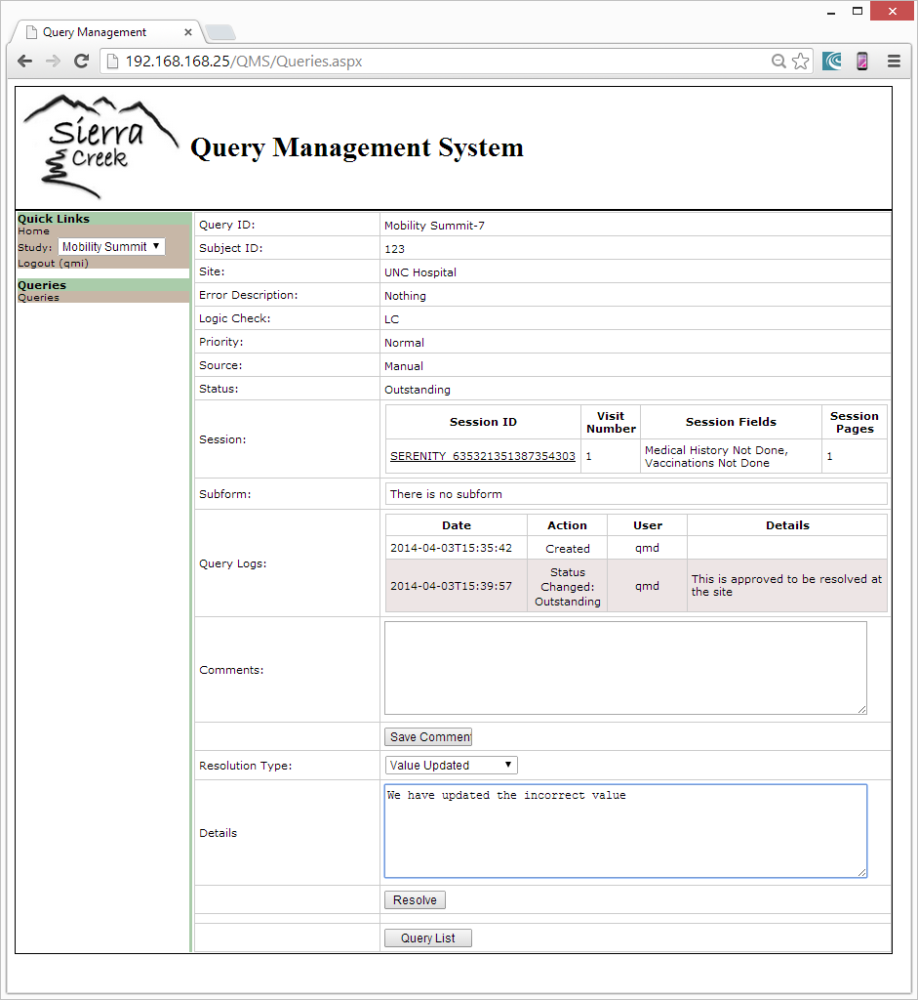 Query Management
192.168.168.25/QMS/Queries.aspx
Sierra
Creek
Query Management System
Quick Links
Home
Study: Mobility Summit
Logout (qmi)
Queries
Queries
Query ID: Mobility Summit-7
Subject ID: 123
Site: UNC Hospital
Error Description: Nothing
Logic Check: LC
Priority: Normal
Source: Manual
Status: Outstanding
Session:
Session ID Visit Number Session Fields Session Pages
SERENITY_635321351387354303 1 Medical History Not Done, Vaccinations Not Done 1
Subform: There is no subform
Query Logs:
Date Action User Details
2014-04-03T15:35:42 Created qmd
2014-04-03T15:39:57 Status Changed: Outstanding qmd This is approved to be resolved at the site
Comments:
Save Comment
Resolution Type: Value Updated
Details We have updated the incorrect value
Resolve
Query List